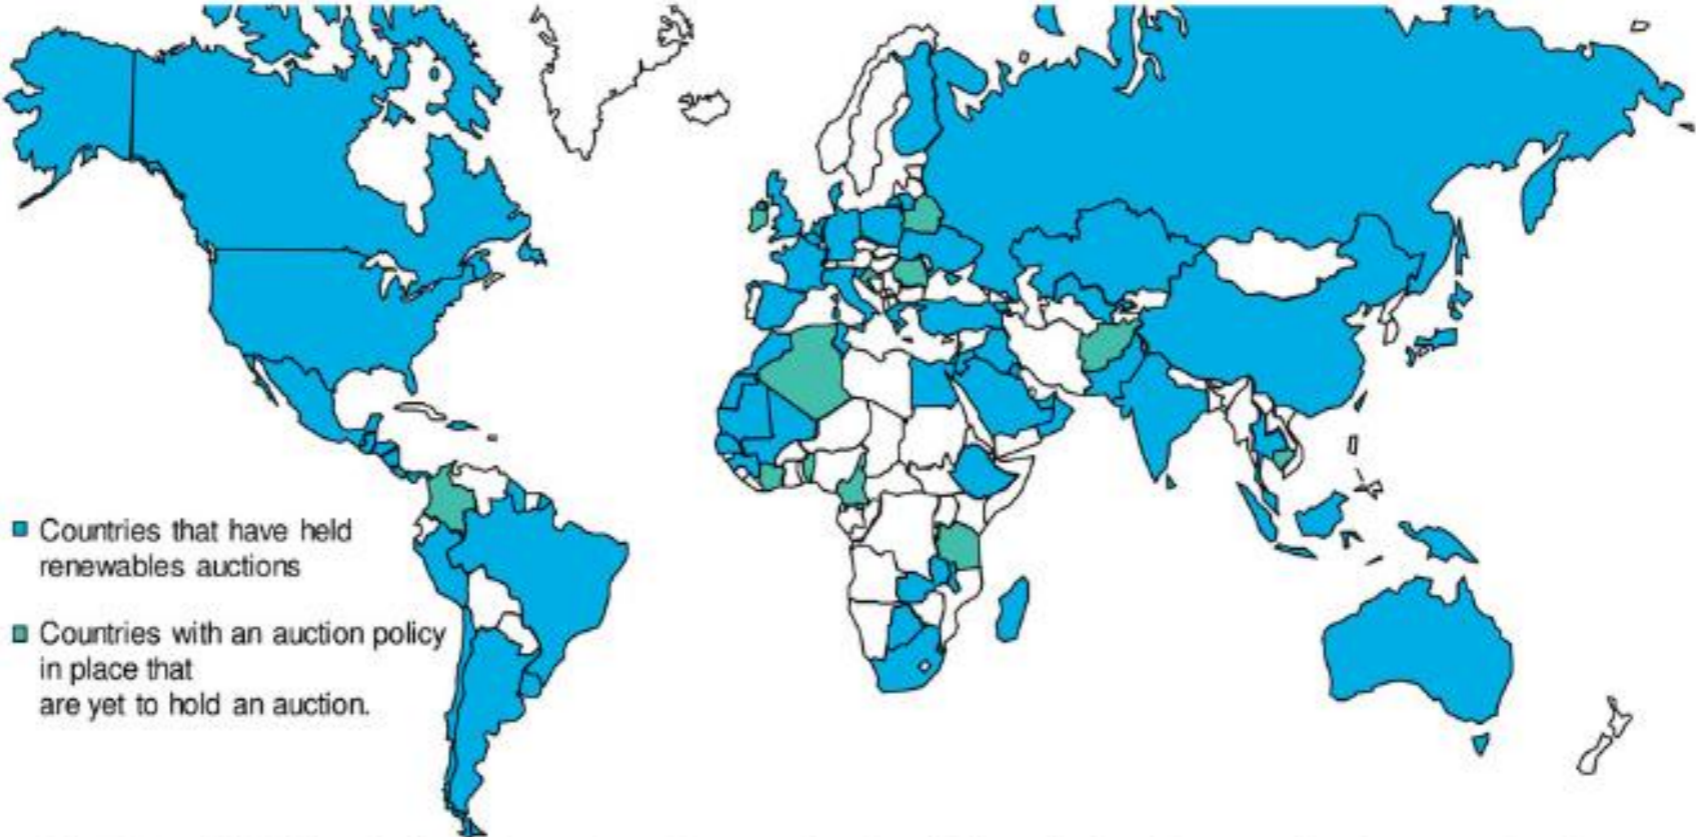 Countries that have held
renewables auctions
Countries with an auction policy
in place that
are yet to hold an auction.